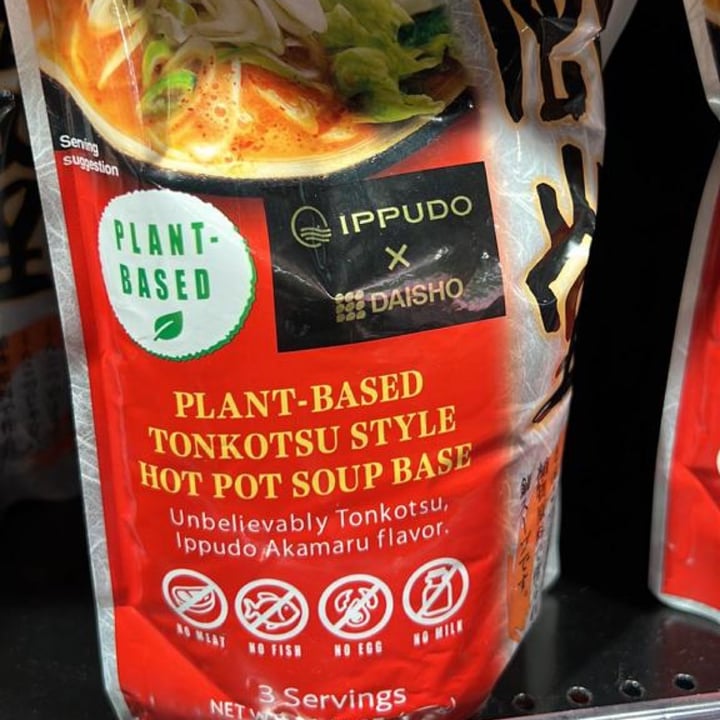 Serving
suggestion
PLANT-
BASED
IPPUDO
×
DAISHO
PLANT-BASED
TONKOTSU STYLE
HOT POT SOUP BASE
Unbelievably Tonkotsu,
Ippudo Akamaru flavor.
NO MEAT
NO FISH
NO EGG
NO MILK
3 Servings
NET